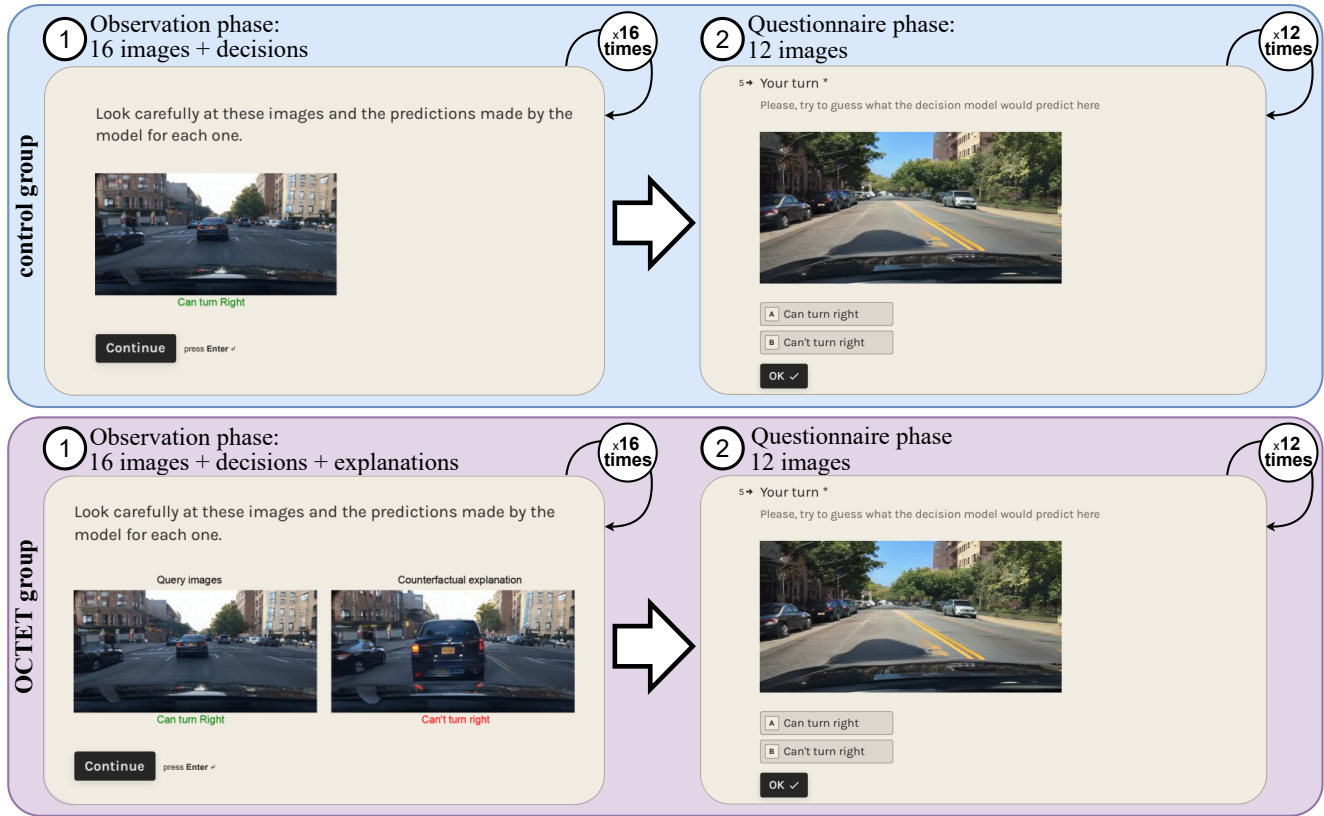 control group
1
Observation phase:
16 images + decisions
x16
times
Look carefully at these images and the predictions made by the
model for each one.
Can turn Right
Continue
press Enter ↵
2
Questionnaire phase:
12 images
x12
times
5➜ Your turn *
Please, try to guess what the decision model would predict here
A Can turn right
B Can't turn right
OK ✓
OCTET group
1
Observation phase:
16 images + decisions + explanations
x16
times
Look carefully at these images and the predictions made by the
model for each one.
Query images
Counterfactual explanation
Can turn Right
Can't turn right
Continue
press Enter ↵
2
Questionnaire phase
12 images
x12
times
5➜ Your turn *
Please, try to guess what the decision model would predict here
A Can turn right
B Can't turn right
OK ✓